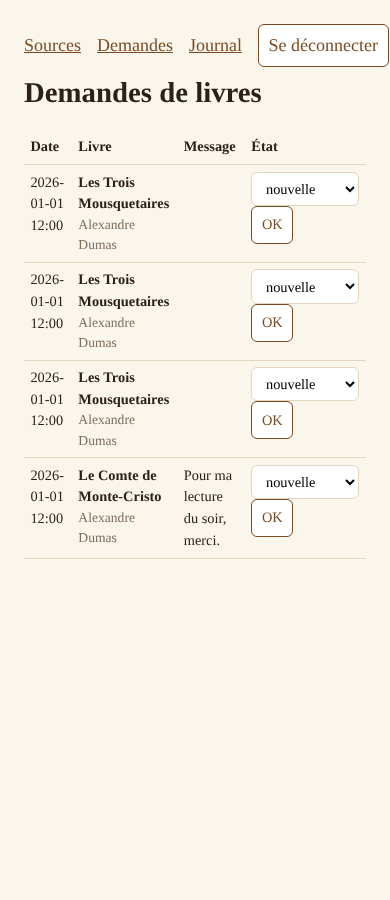 Sources Demandes Journal Se déconnecter
Demandes de livres
Date Livre Message État
2026-01-01 12:00 Les Trois Mousquetaires Alexandre Dumas nouvelle OK
2026-01-01 12:00 Les Trois Mousquetaires Alexandre Dumas nouvelle OK
2026-01-01 12:00 Les Trois Mousquetaires Alexandre Dumas nouvelle OK
2026-01-01 12:00 Le Comte de Monte-Cristo Alexandre Dumas Pour ma lecture du soir, merci. nouvelle OK